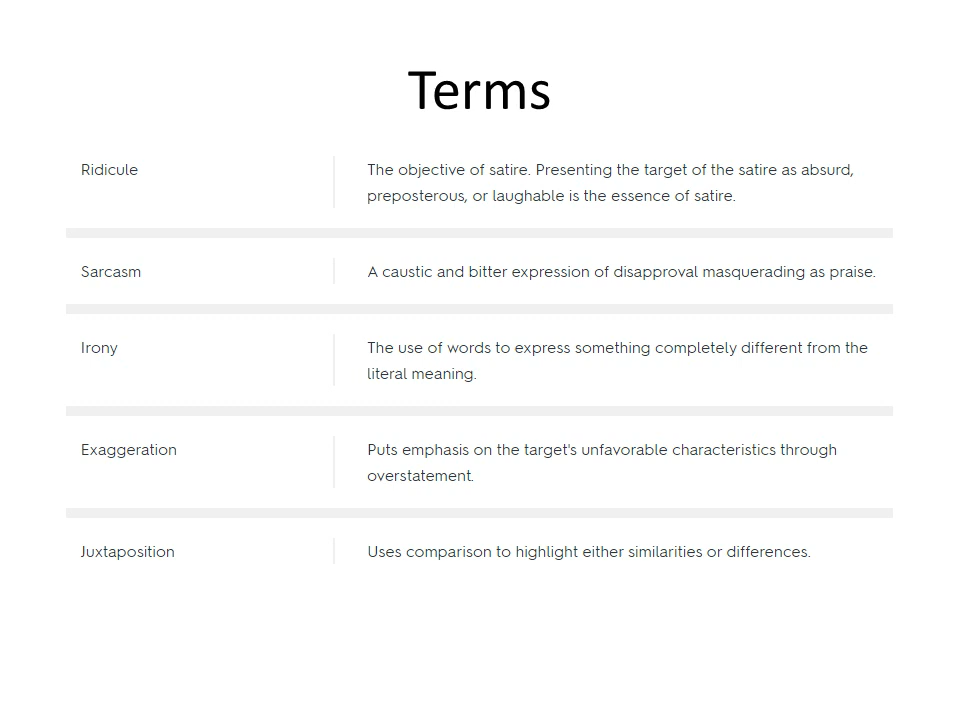 Terms
Ridicule
The objective of satire. Presenting the target of the satire as absurd,
preposterous, or laughable is the essence of satire.
Sarcasm
A caustic and bitter expression of disapproval masquerading as praise.
Irony
The use of words to express something completely different from the
literal meaning.
Exaggeration
Puts emphasis on the target's unfavorable characteristics through
overstatement.
Juxtaposition
Uses comparison to highlight either similarities or differences.